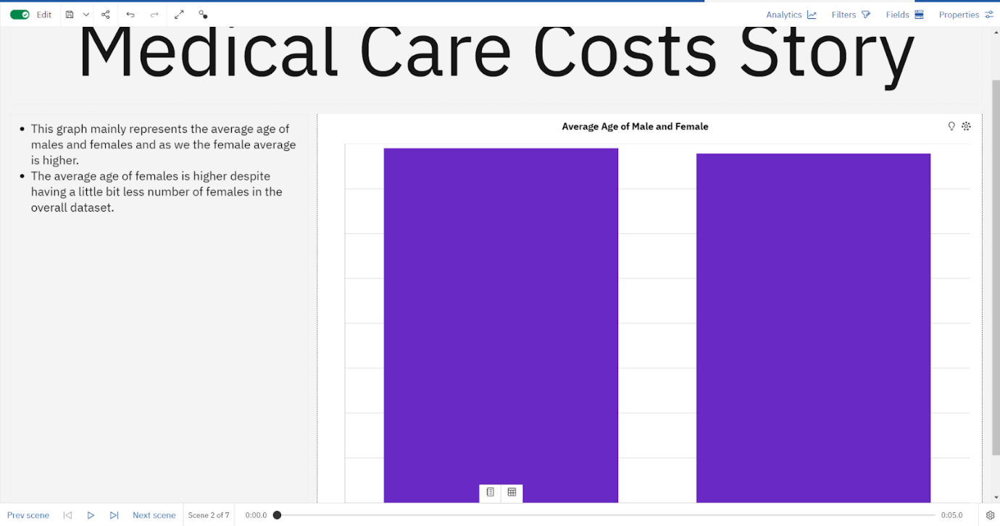 Edit
Analytics
Filters
Fields
Properties
Medical Care Costs Story
• This graph mainly represents the average age of
males and females and as we the female average
is higher.
• The average age of females is higher despite
having a little bit less number of females in the
overall dataset.
Average Age of Male and Female
Prev scene
Next scene
Scene 2 of 7
0:00.0
0:05.0